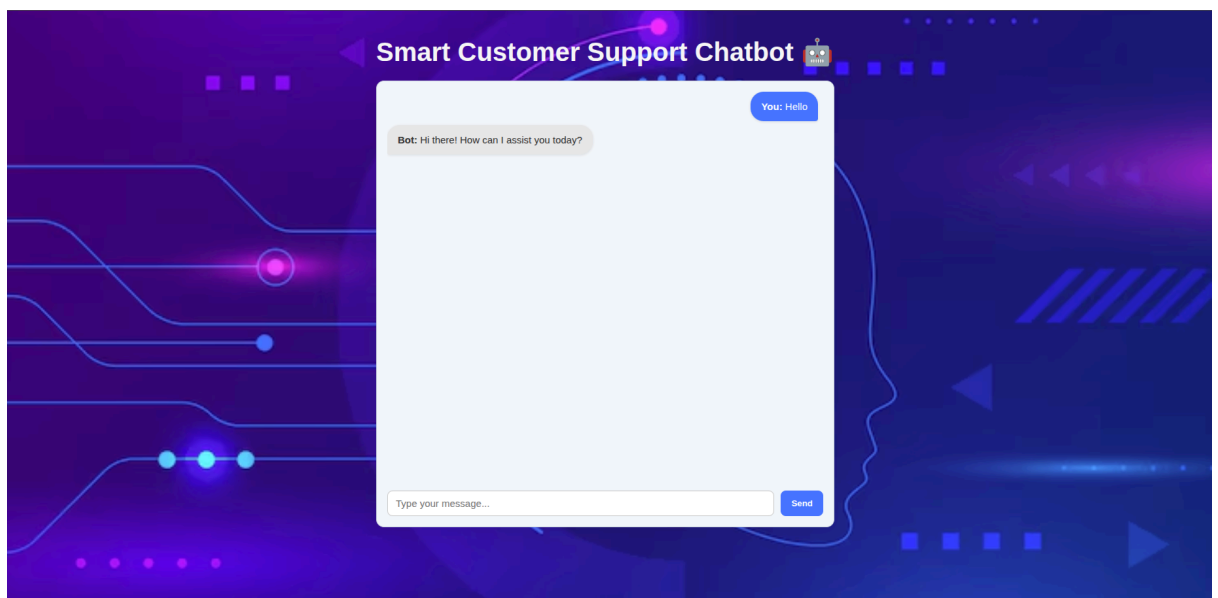 Smart Customer Support Chatbot 🤖
You: Hello
Bot: Hi there! How can I assist you today?
Type your message...
Send